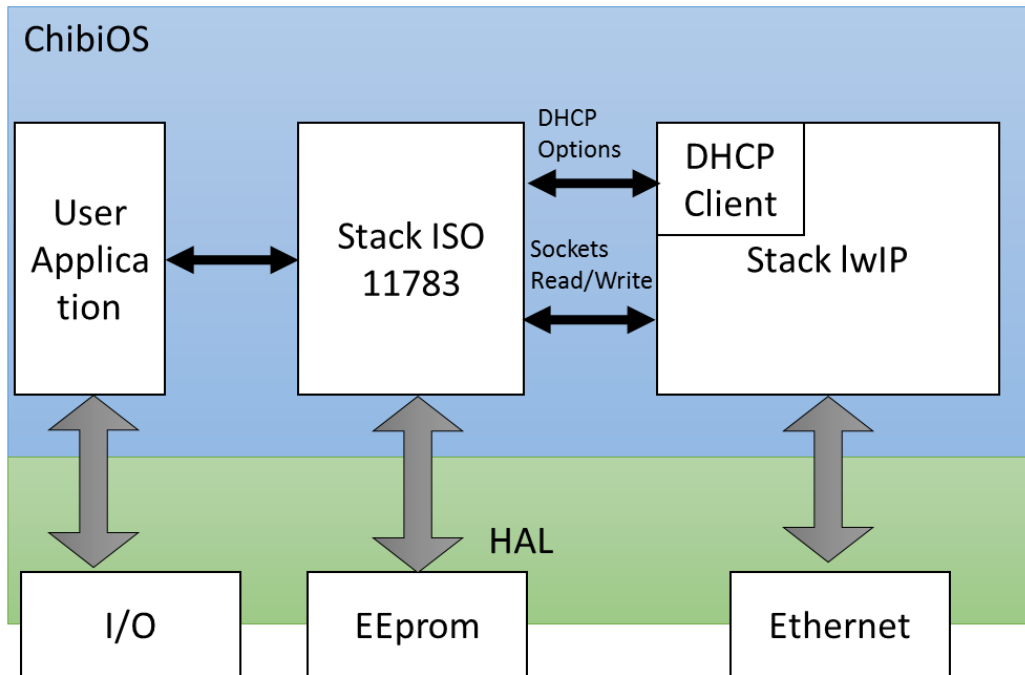 ChibiOS
User
Applica
tion
Stack ISO
11783
DHCP
Options
Sockets
Read/Write
DHCP
Client
Stack lwIP
HAL
I/O
EEprom
Ethernet